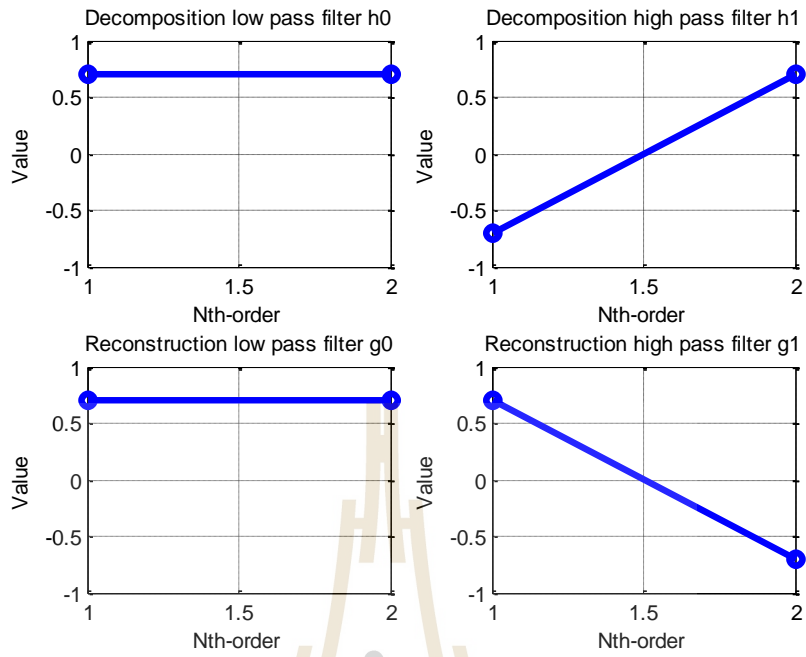 Decomposition low pass filter h0
1
0.5
0
-0.5
-1
Value
1 1.5 2
Nth-order
Decomposition high pass filter h1
1
0.5
0
-0.5
-1
Value
1 1.5 2
Nth-order
Reconstruction low pass filter g0
1
0.5
0
-0.5
-1
Value
1 1.5 2
Nth-order
Reconstruction high pass filter g1
1
0.5
0
-0.5
-1
Value
1 1.5 2
Nth-order